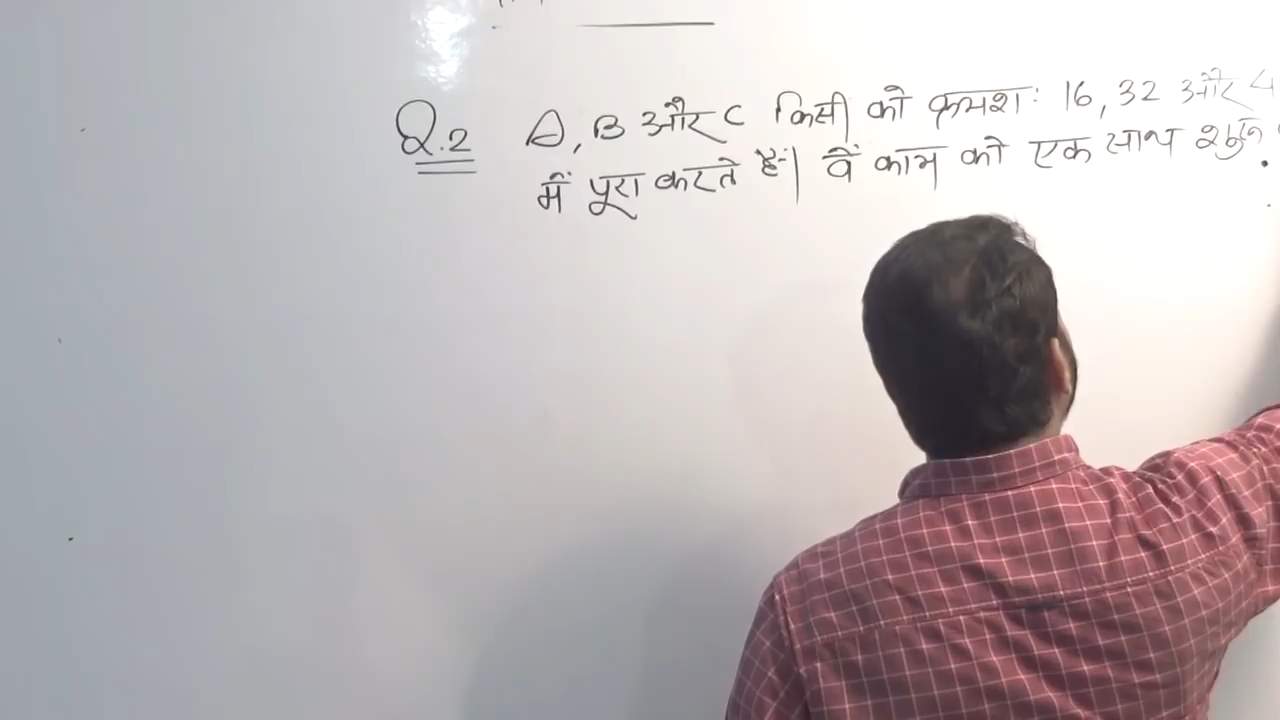 Q.2 A, B और C किसी को क्रमशः 16, 32 और 4
में पूरा करते हैं। वें काम को एक साथ शुरू